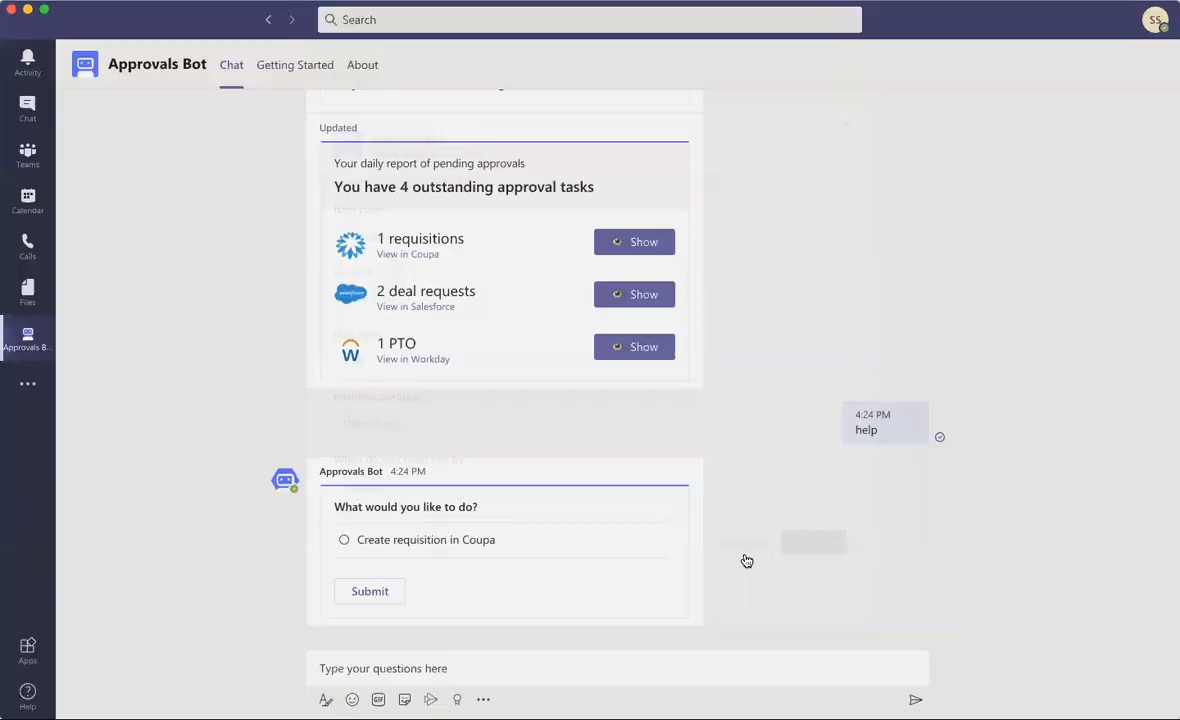 Search
SS
Activity
Chat
Teams
Calendar
Calls
Files
Approvals B...
Apps
Help
Approvals Bot
Chat
Getting Started
About
Updated
Your daily report of pending approvals
You have 4 outstanding approval tasks
1 requisitions
View in Coupa
Show
salesforce
2 deal requests
View in Salesforce
Show
W
1 PTO
View in Workday
Show
4:24 PM
help
Approvals Bot 4:24 PM
What would you like to do?
Create requisition in Coupa
Submit
Type your questions here
GIF